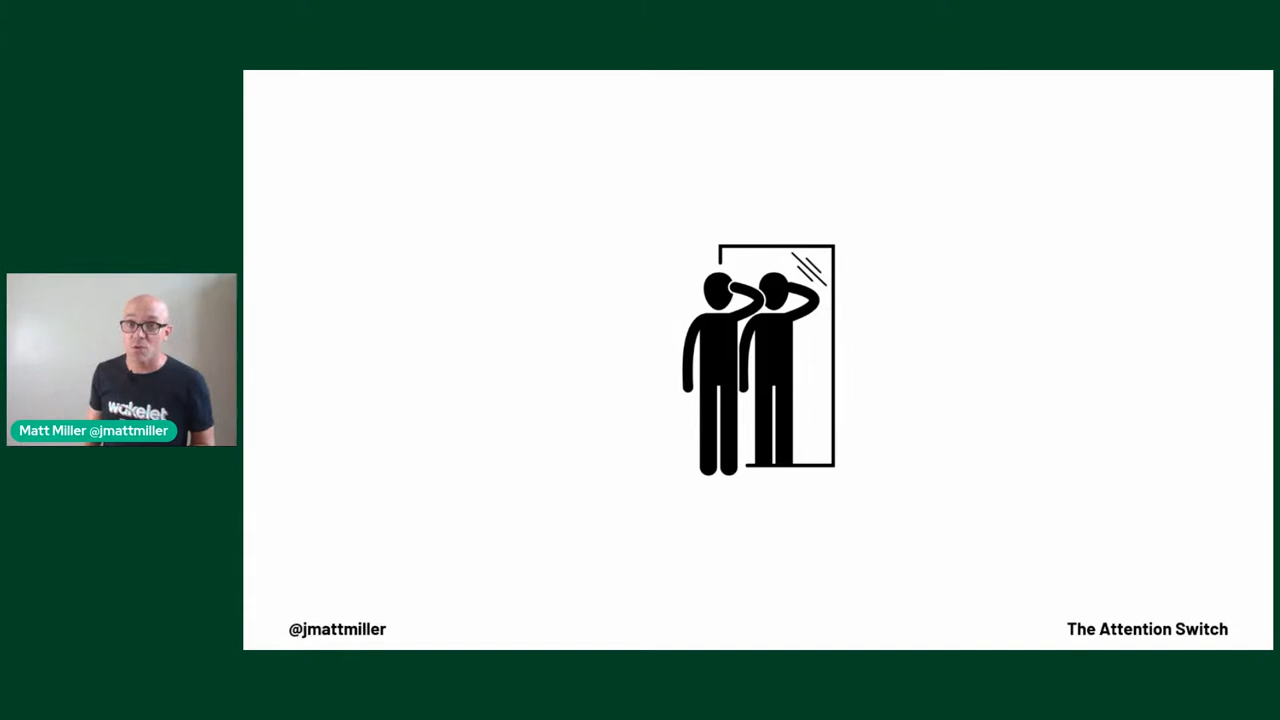 wakelet
Matt Miller @jmattmiller
@jmattmiller
The Attention Switch